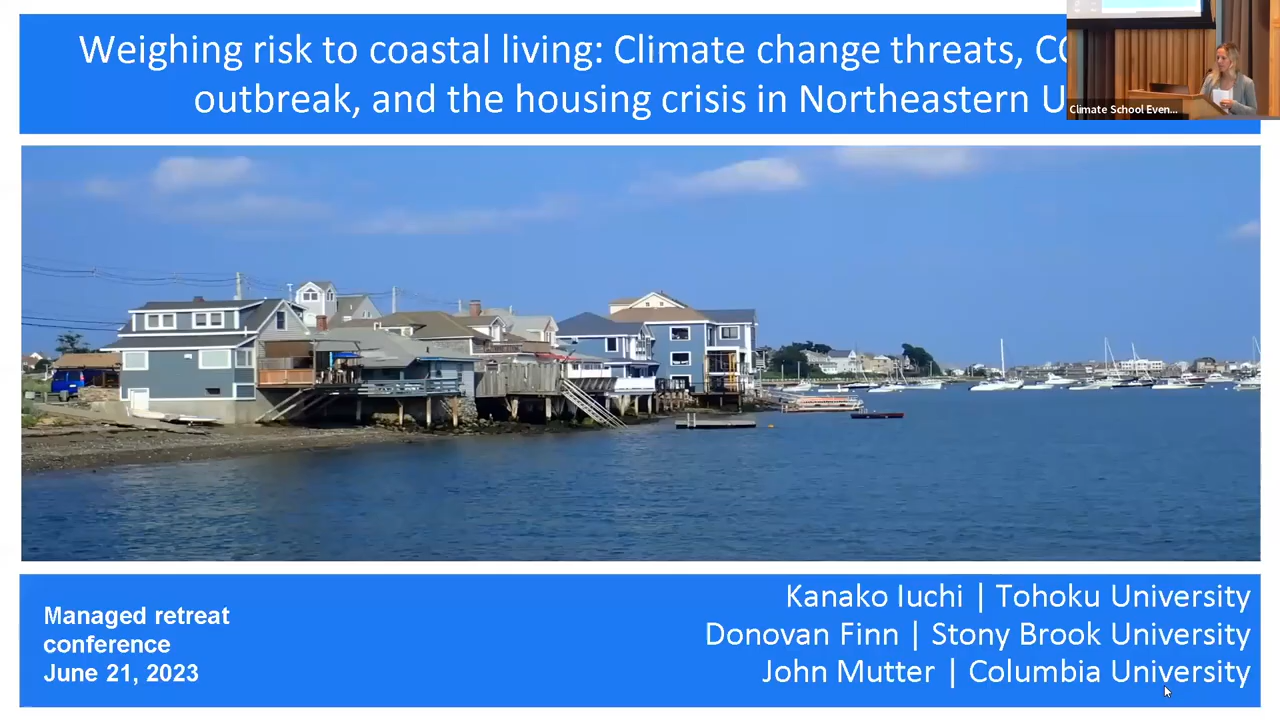 Weighing risk to coastal living: Climate change threats,
outbreak, and the housing crisis in Northeastern
Climate School Even...
Managed retreat
conference
June 21, 2023
Kanako Iuchi | Tohoku University
Donovan Finn | Stony Brook University
John Mutter | Columbia University